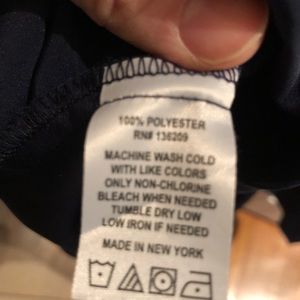 100% POLYESTER
RN# 136209
MACHINE WASH COLD
WITH LIKE COLORS
ONLY NON-CHLORINE
BLEACH WHEN NEEDED
TUMBLE DRY LOW
LOW IRON IF NEEDED
MADE IN NEW YORK